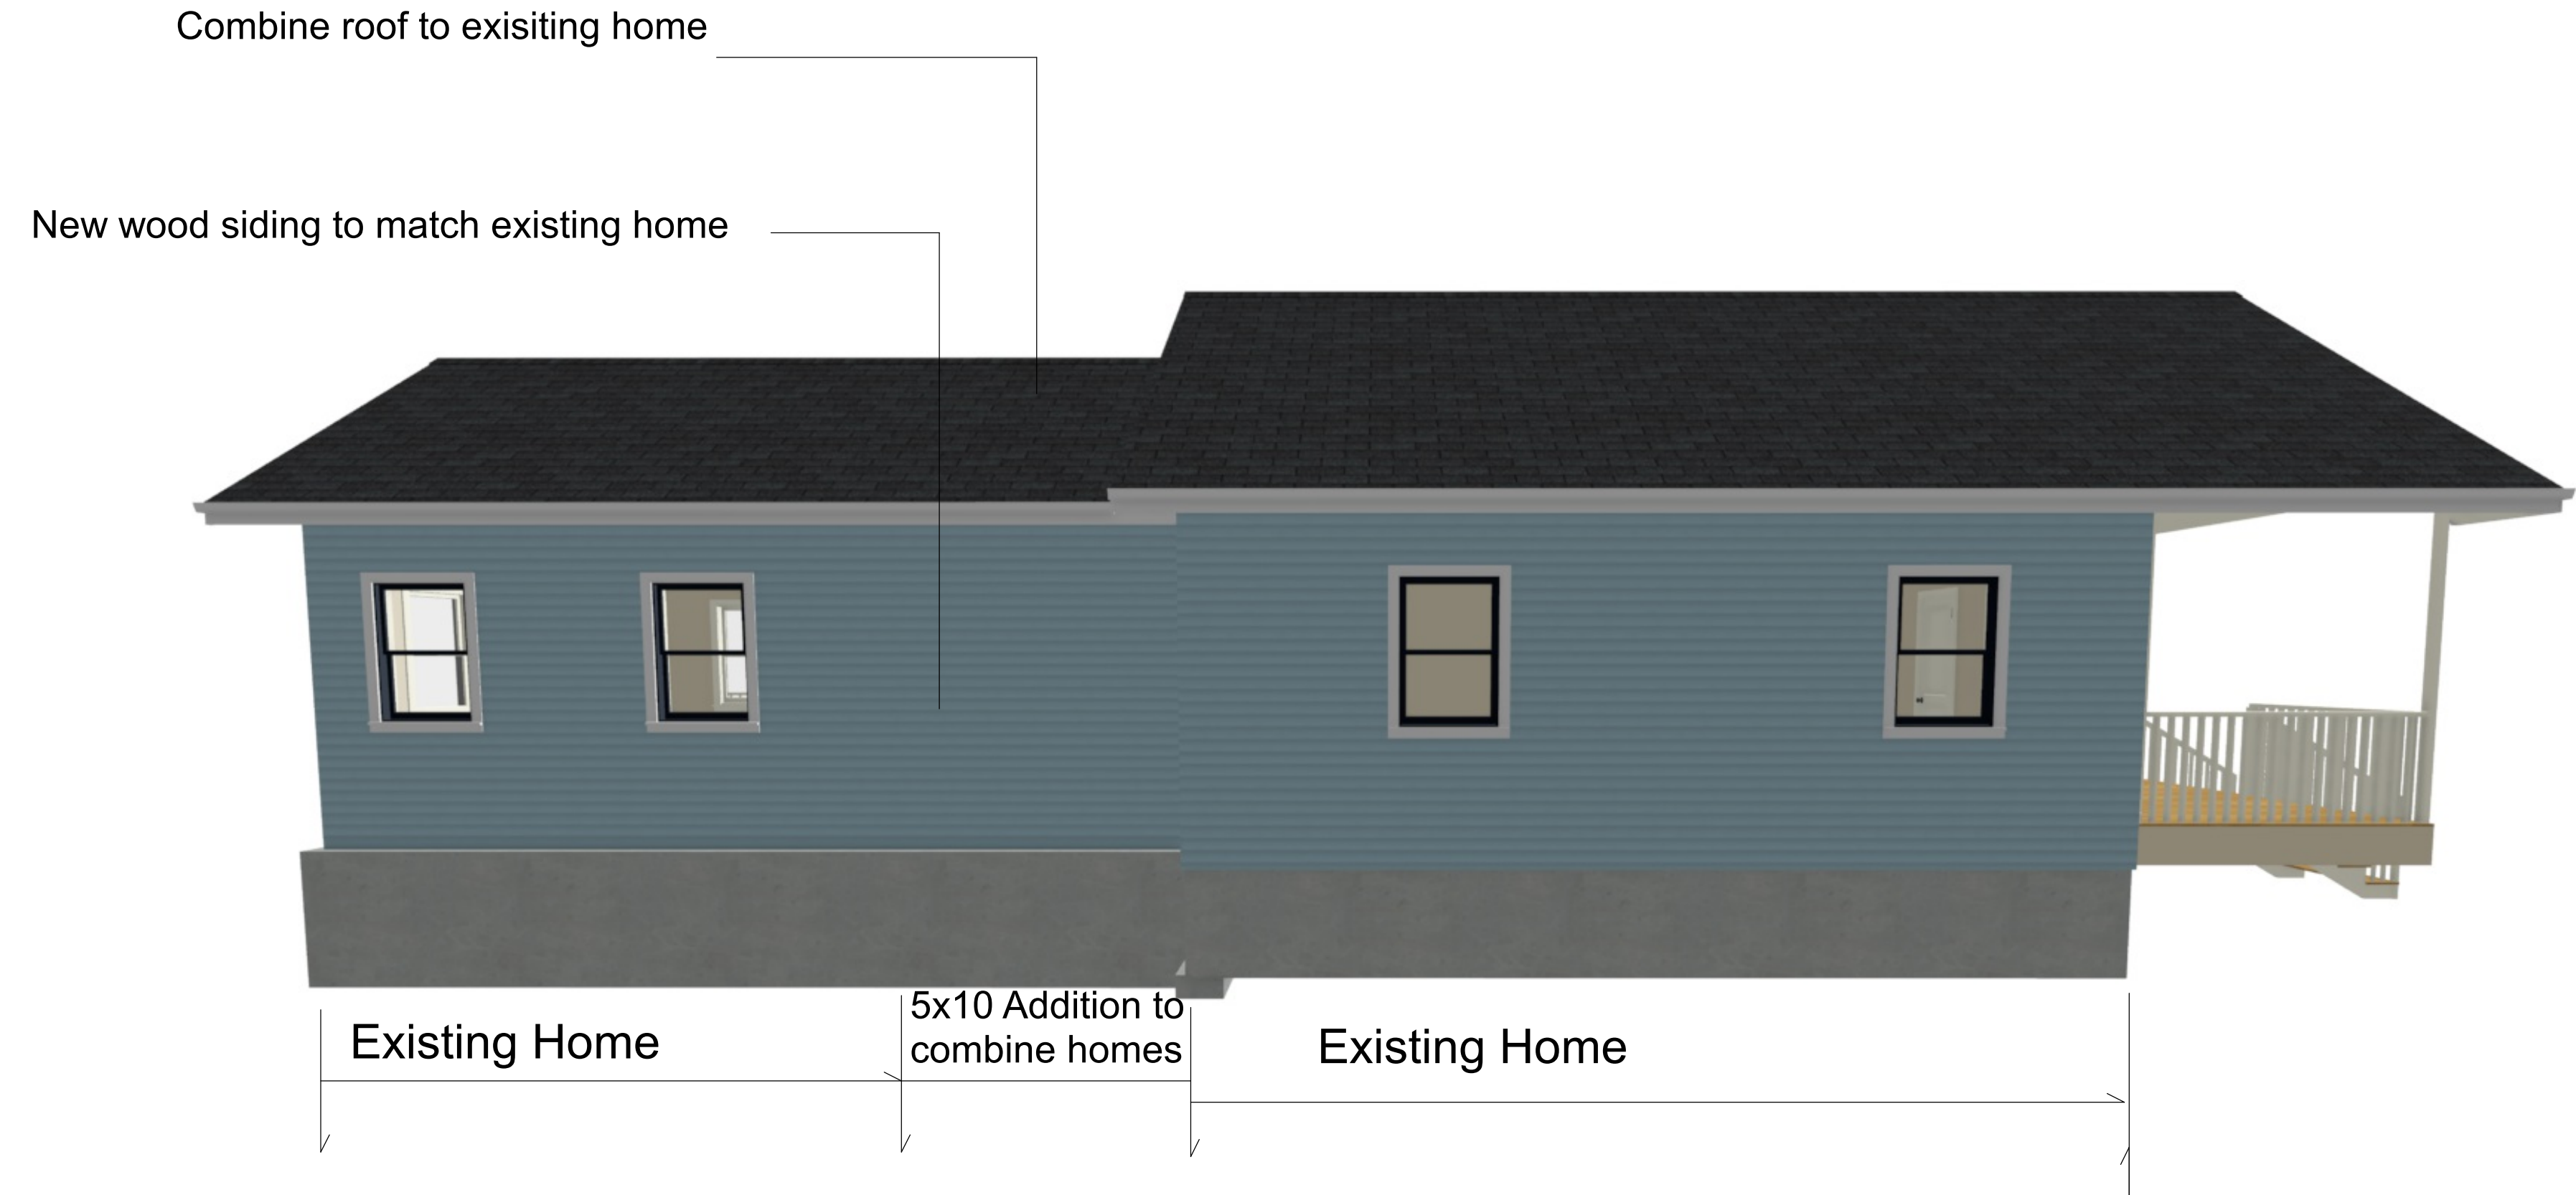 Combine roof to exisiting home
New wood siding to match existing home
5x10 Addition to
combine homes
Existing Home
Existing Home